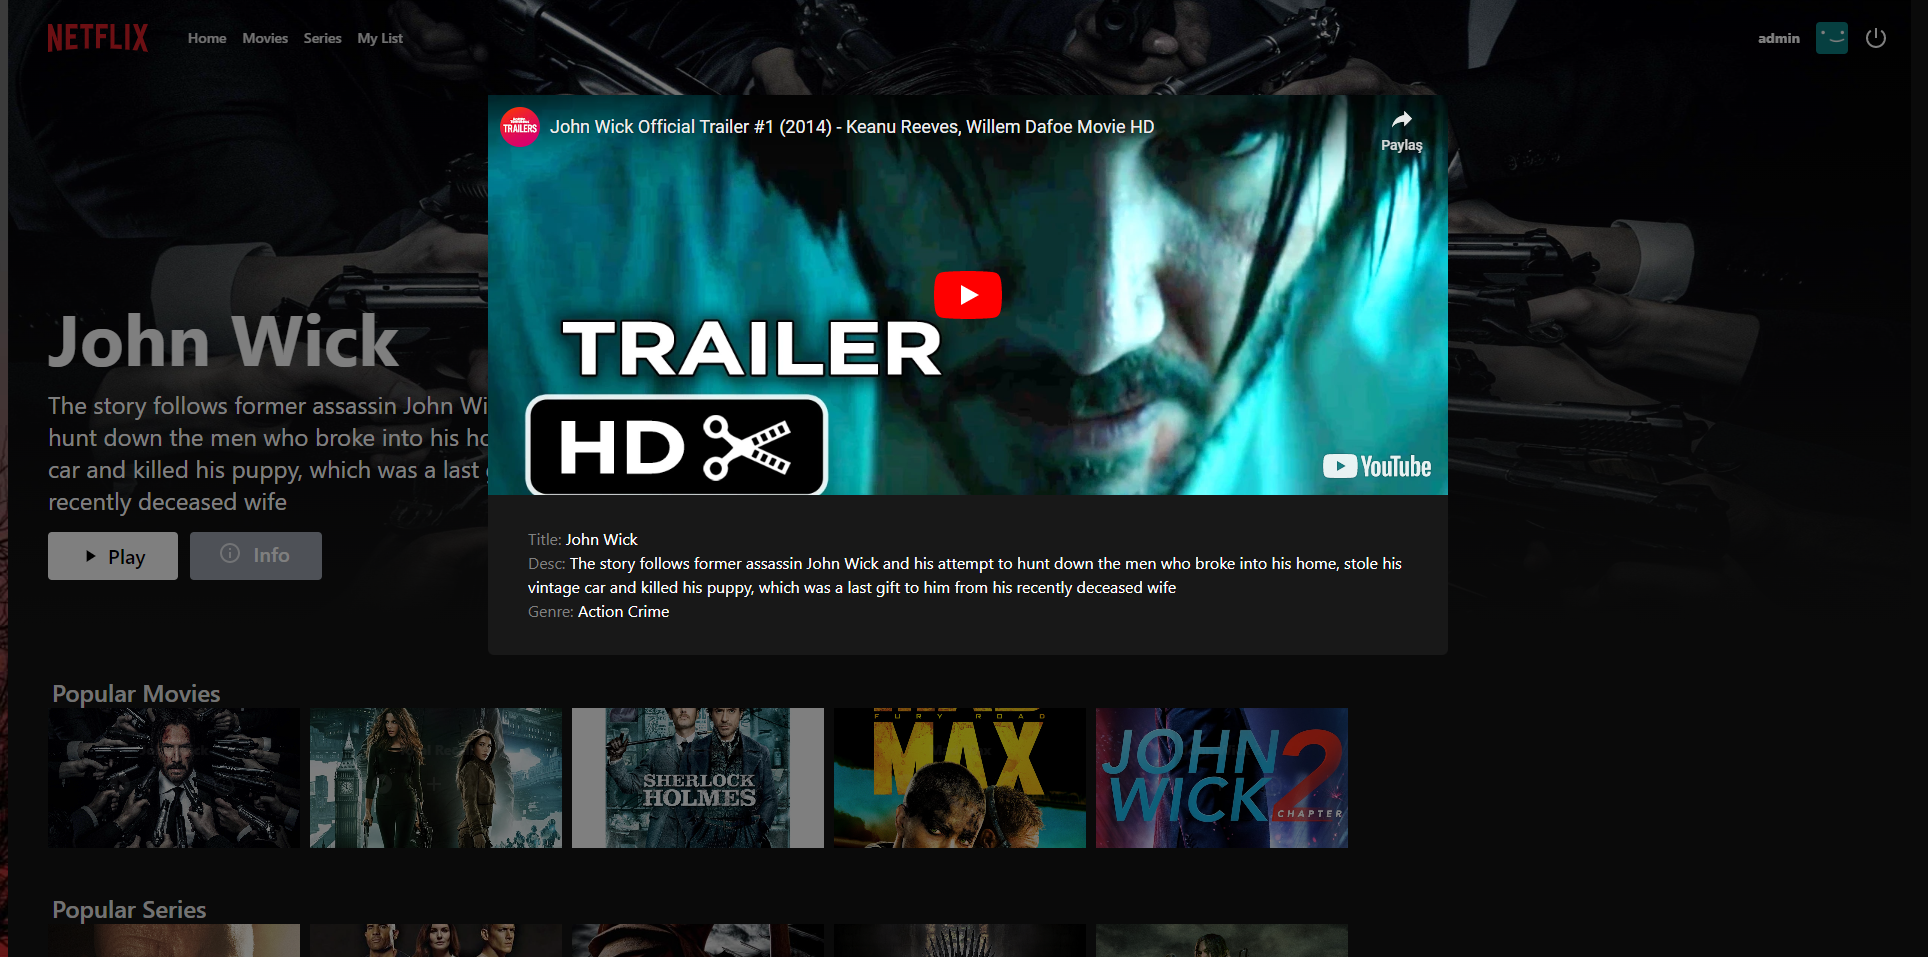 NETFLIX
Home Movies Series My List
admin
TRAILERS
John Wick Official Trailer #1 (2014) - Keanu Reeves, Willem Dafoe Movie HD
Paylaş
TRAILER
HD
YouTube
John Wick
The story follows former assassin John Wi
hunt down the men who broke into his ho
car and killed his puppy, which was a last g
recently deceased wife
Play
Info
Title: John Wick
Desc: The story follows former assassin John Wick and his attempt to hunt down the men who broke into his home, stole his
vintage car and killed his puppy, which was a last gift to him from his recently deceased wife
Genre: Action Crime
Popular Movies
SHERLOCK
HOLMES
FURY ROAD
MAX
JOHN
WICK 2
CHAPTER
Popular Series